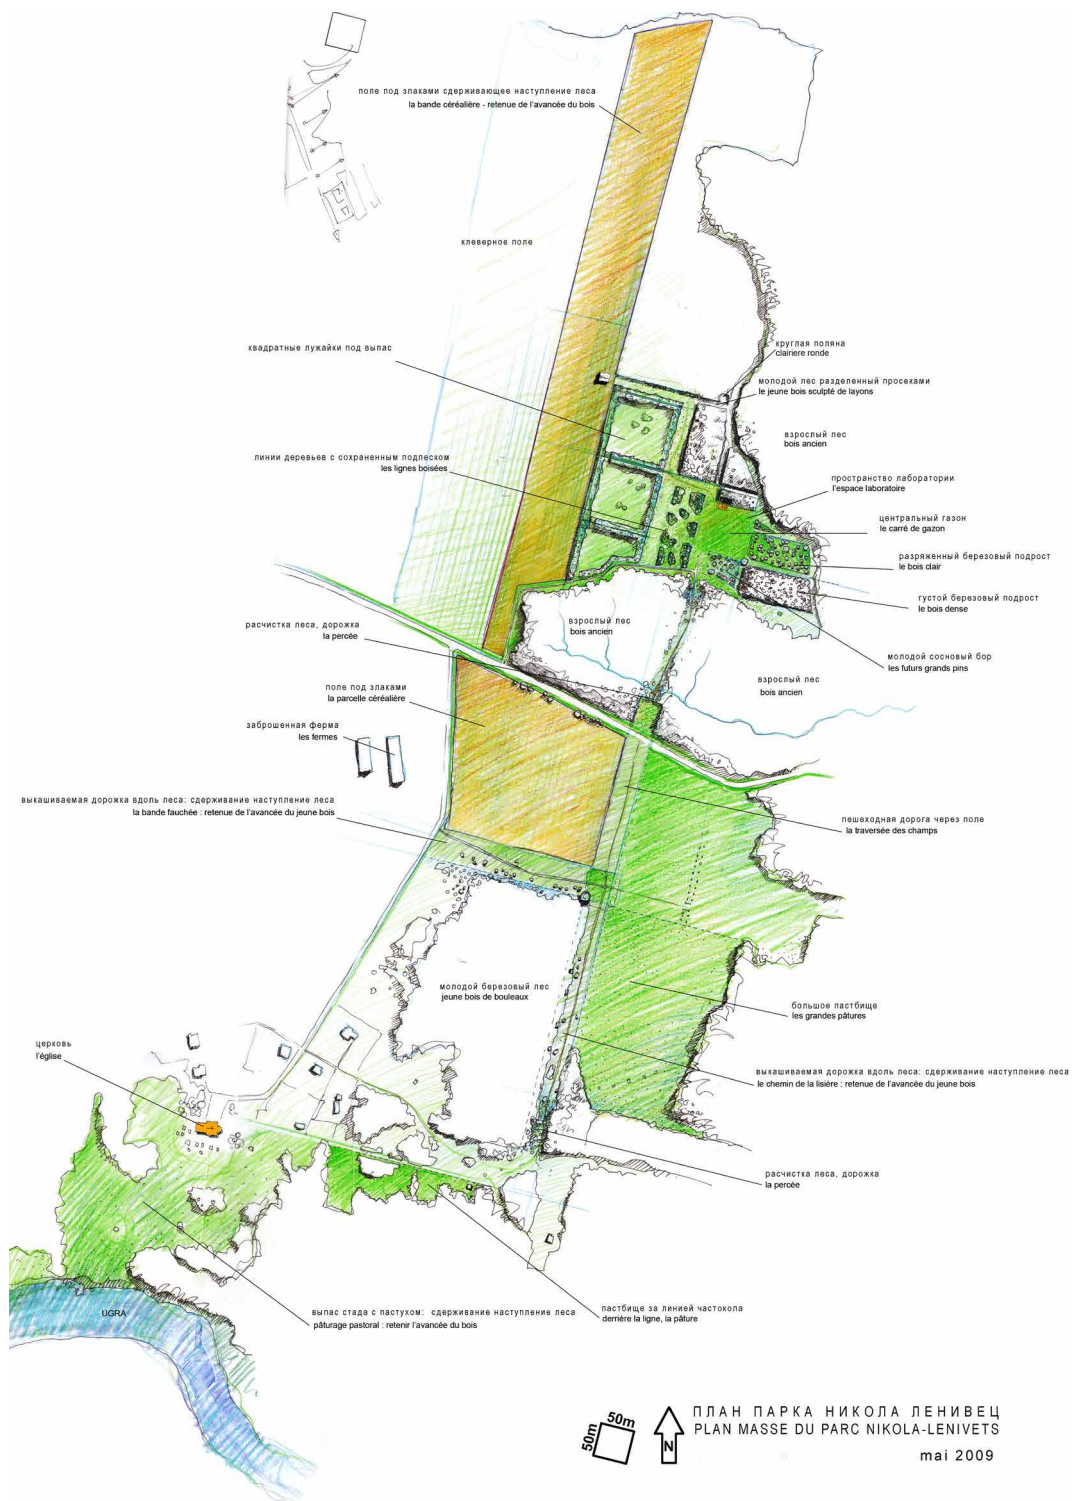 поле под злаками сдерживающее наступление леса
la bande céréalière - retenue de l'avancée du bois
клеверное поле
круглая поляна
clairiere ronde
квадратные лужайки под выпас
молодой лес разделенный просеками
le jeune bois sculpté de layons
взрослый лес
bois ancien
линии деревьев с сохраненным подлеском
les lignes boisées
пространство лаборатории
l'espace laboratoire
центральный газон
le carré de gazon
разряженный березовый подрост
le bois clair
густой березовый подрост
le bois dense
взрослый лес
bois ancien
расчистка леса, дорожка
la percée
молодой сосновый бор
les futurs grands pins
взрослый лес
bois ancien
поле под злаками
la parcelle céréalière
заброшенная ферма
les fermes
выкашиваемая дорожка вдоль леса: сдерживание наступление леса
la bande fauchée : retenue de l'avancée du jeune bois
пешеходная дорога через поле
la traversée des champs
молодой березовый лес
jeune bois de bouleaux
большое пастбище
les grandes pâtures
церковь
l'église
выкашиваемая дорожка вдоль леса: сдерживание наступление леса
le chemin de la lisière : retenue de l'avancée du jeune bois
расчистка леса, дорожка
la percée
UGRA
выпас стада с пастухом: сдерживание наступление леса
pâturage pastoral : retenir l'avancée du bois
пастбище за линией частокола
derrière la ligne, la pâture
50m
50m
N
ПЛАН ПАРКА НИКОЛА ЛЕНИВЕЦ
PLAN MASSE DU PARC NIKOLA-LENIVETS
mai 2009